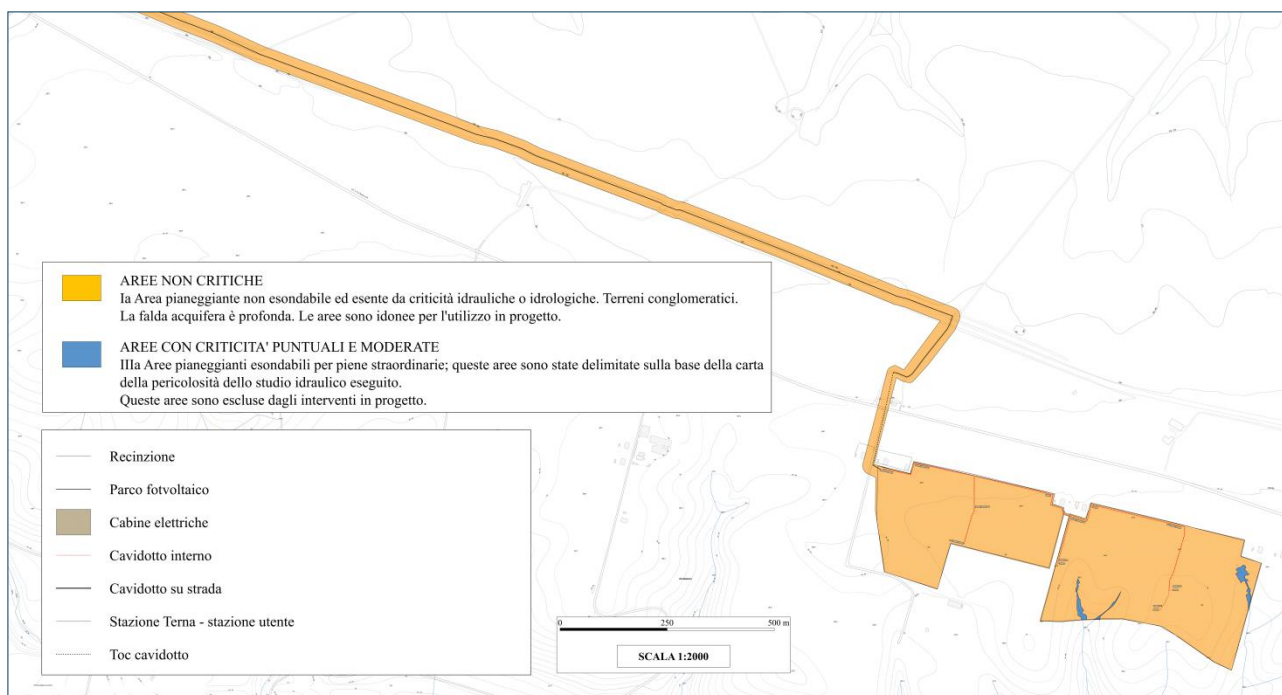 AREE NON CRITICHE
Ia Area pianeggiante non esondabile ed esente da criticità idrauliche o idrologiche. Terreni conglomeratici.
La falda acquifera è profonda. Le aree sono idonee per l'utilizzo in progetto.
AREE CON CRITICITA' PUNTUALI E MODERATE
IIIa Aree pianeggianti esondabili per piene straordinarie; queste aree sono state delimitate sulla base della carta
della pericolosità dello studio idraulico eseguito.
Queste aree sono escluse dagli interventi in progetto.
Recinzione
Parco fotvoltaico
Cabine elettriche
Cavidotto interno
Cavidotto su strada
Stazione Terna - stazione utente
Toc cavidotto
0 250 500 m
SCALA 1:2000